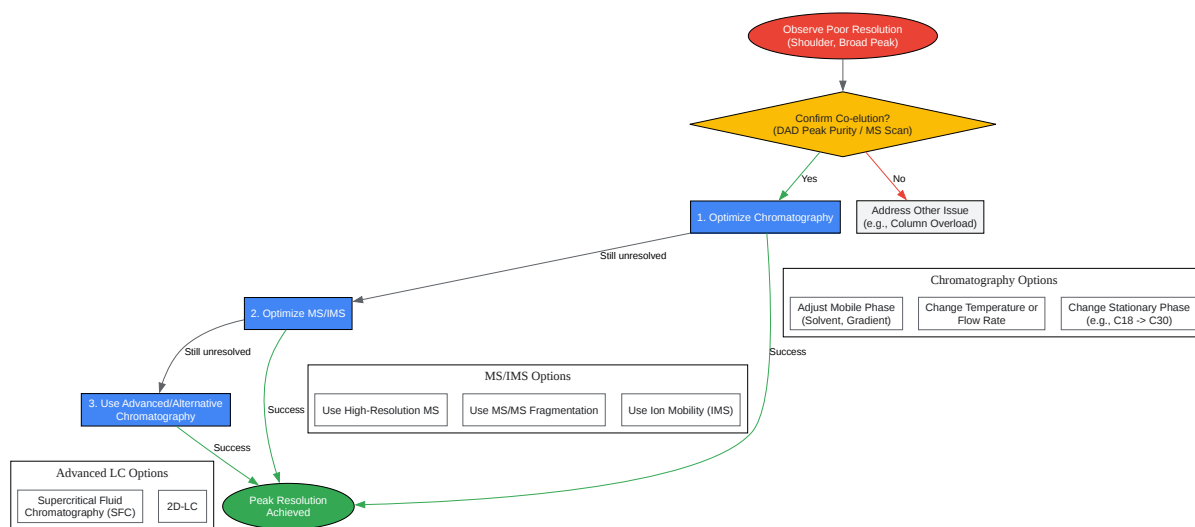 Observe Poor Resolution
(Shoulder, Broad Peak)
Confirm Co-elution?
(DAD Peak Purity / MS Scan)
Yes
No
1. Optimize Chromatography
Address Other Issue
(e.g., Column Overload)
Still unresolved
Chromatography Options
Adjust Mobile Phase
(Solvent, Gradient)
Change Temperature or
Flow Rate
Change Stationary Phase
(e.g., C18 -> C30)
2. Optimize MS/IMS
Still unresolved
Success
MS/IMS Options
Use High-Resolution MS
Use MS/MS Fragmentation
Use Ion Mobility (IMS)
3. Use Advanced/Alternative
Chromatography
Success
Success
Advanced LC Options
Supercritical Fluid
Chromatography (SFC)
2D-LC
Peak Resolution
Achieved